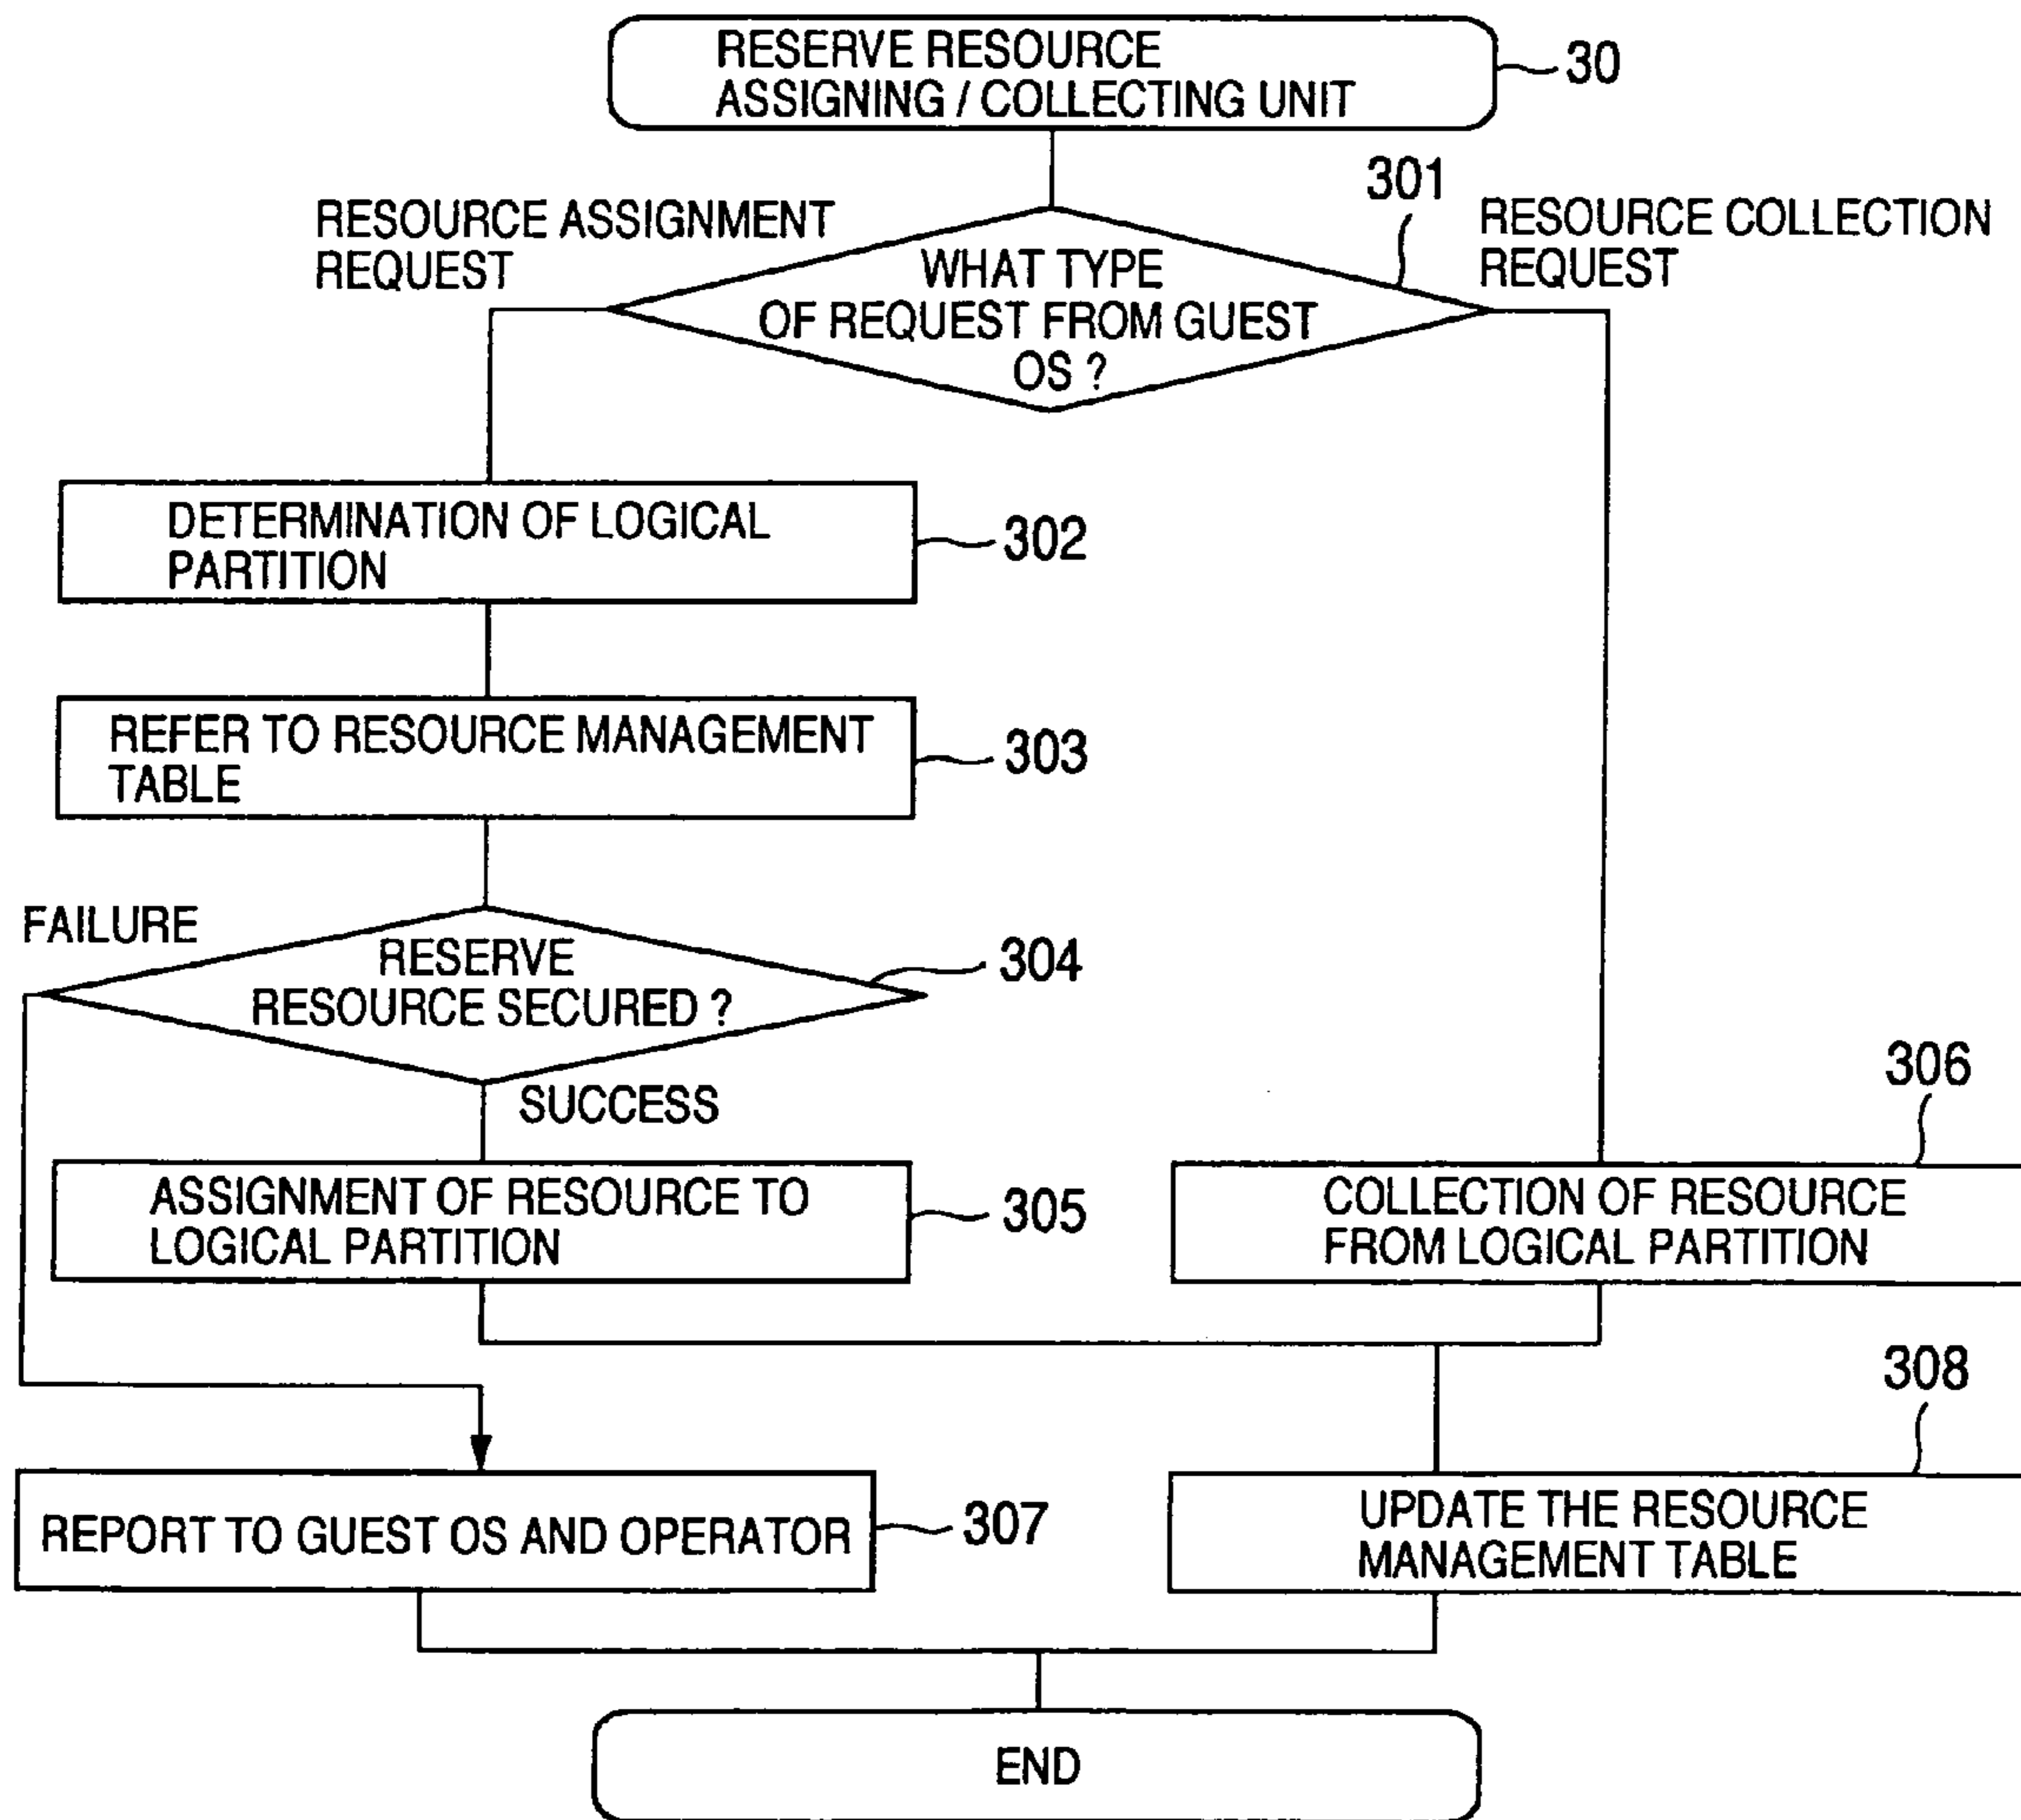 RESERVE RESOURCE
ASSIGNING / COLLECTING UNIT
30
301
RESOURCE ASSIGNMENT
REQUEST
RESOURCE COLLECTION
REQUEST
WHAT TYPE
OF REQUEST FROM GUEST
OS ?
DETERMINATION OF LOGICAL
PARTITION
302
REFER TO RESOURCE MANAGEMENT
TABLE
303
FAILURE
RESERVE
RESOURCE SECURED ?
304
SUCCESS
306
ASSIGNMENT OF RESOURCE TO
LOGICAL PARTITION
305
COLLECTION OF RESOURCE
FROM LOGICAL PARTITION
308
REPORT TO GUEST OS AND OPERATOR
307
UPDATE THE RESOURCE
MANAGEMENT TABLE
END